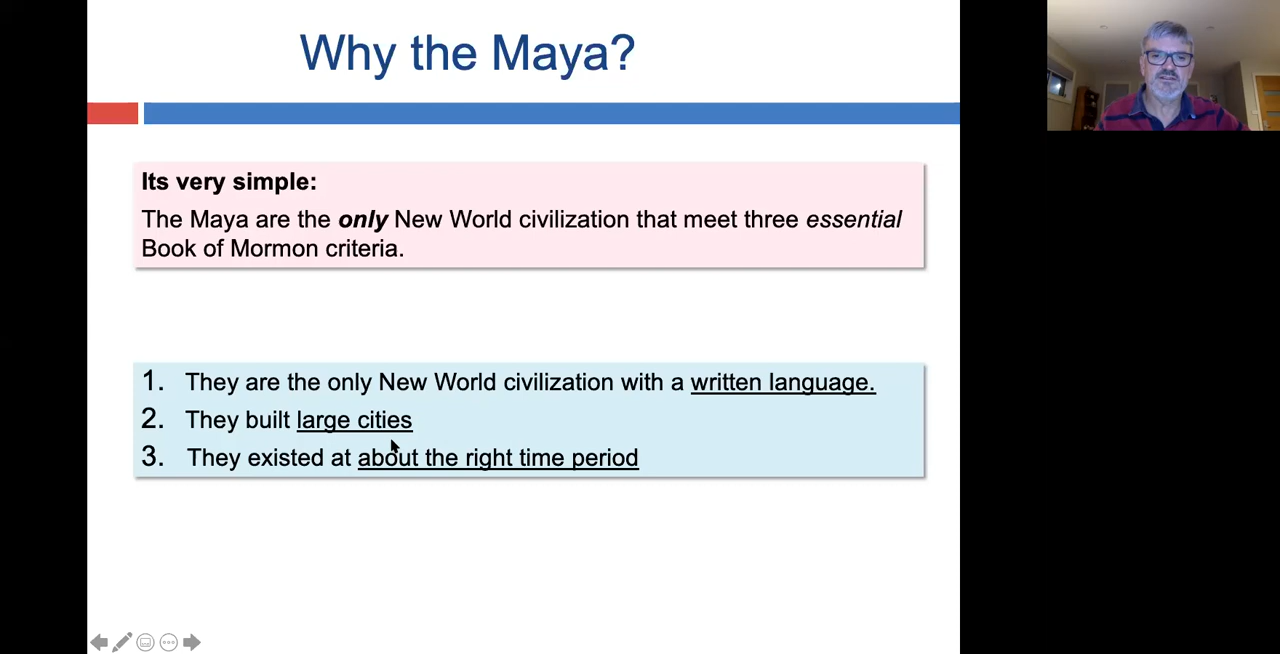 Why the Maya?
Its very simple:
The Maya are the only New World civilization that meet three essential
Book of Mormon criteria.
1. They are the only New World civilization with a written language.
2. They built large cities
3. They existed at about the right time period